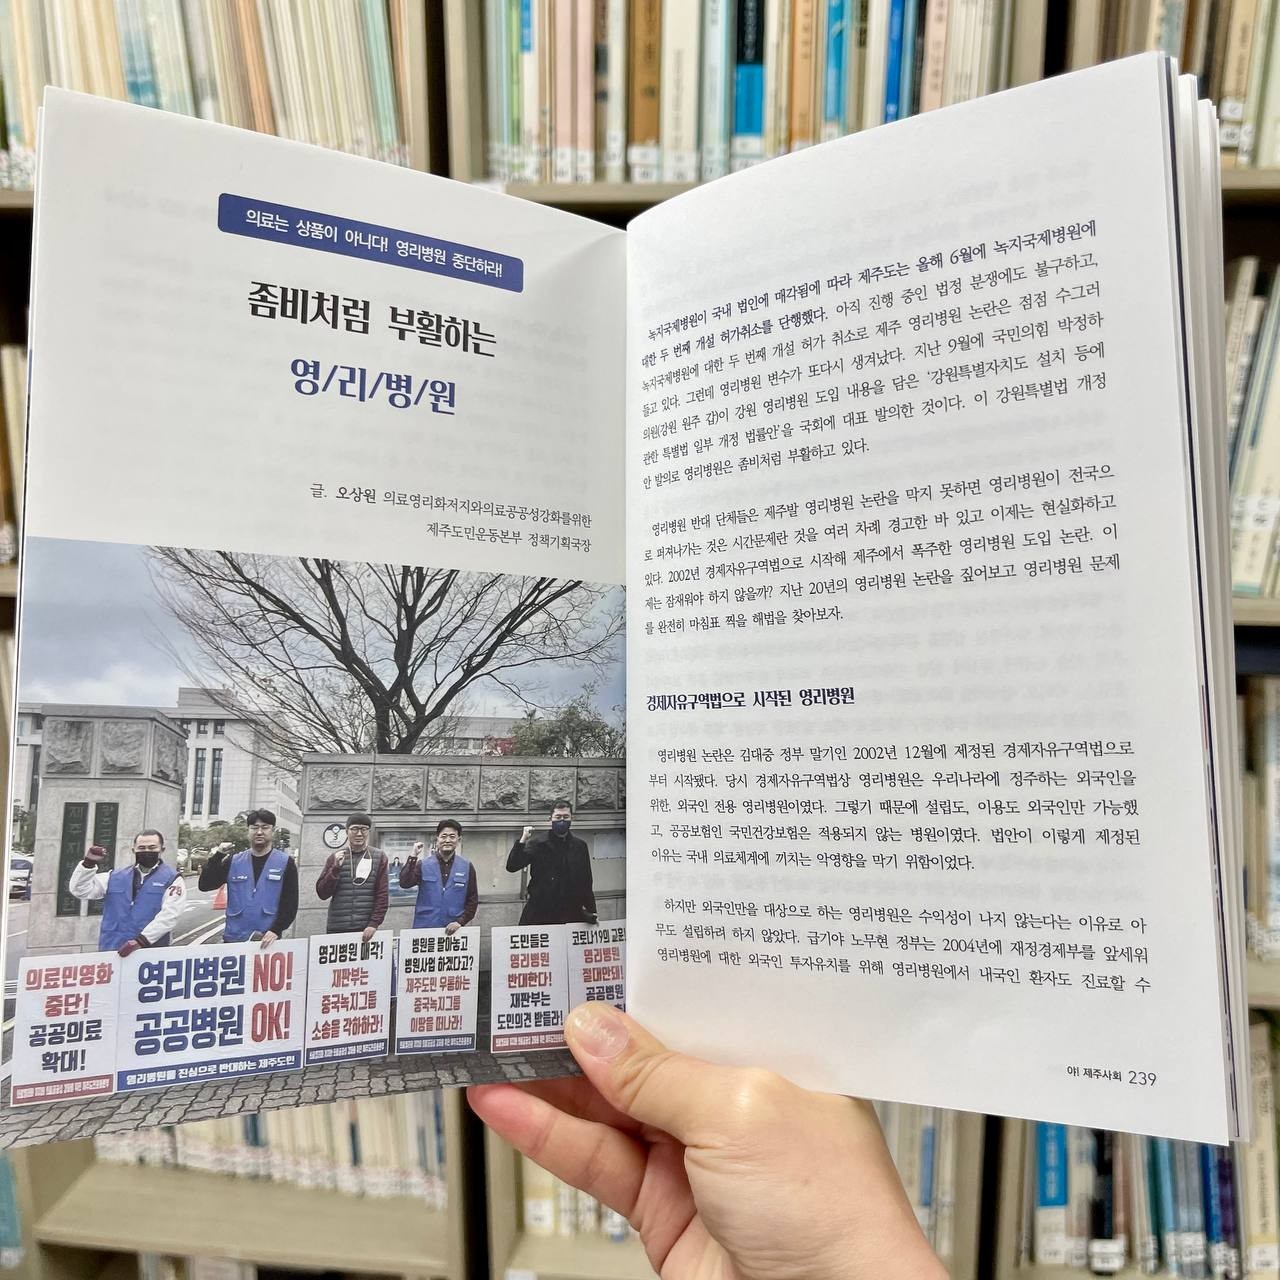 의료는 상품이 아니다! 영리병원 중단하라!
좀비처럼 부활하는
영/리/병/원
글. 오상원 의료영리화저지와의료공공성강화를위한
제주도민운동본부 정책기획국장
의료민영화
중단!
공공의료
확대!
영리병원 NO!
공공병원 OK!
영리병원을 진심으로 반대하는 제주도민
영리병원 매각!
재판부는
중국녹지그룹
소송을 각하하라!
병원을 팔아놓고
병원사업 하겠다고?
제주도민 우롱하는
중국녹지그룹
이땅을 떠나라!
도민들은
영리병원
반대한다!
재판부는
도민의견 받들라!
코로나19의 교훈
영리병원
절대반대!
공공병원
녹지국제병원이 국내 법인에 매각됨에 따라 제주도는 올해 6월에 녹지국제병원에
대한 두 번째 개설 허가취소를 단행했다. 아직 진행 중인 법정 분쟁에도 불구하고,
녹지국제병원에 대한 두 번째 개설 허가 취소로 제주 영리병원 논란은 점점 수그러
들고 있다. 그런데 영리병원 변수가 또다시 생겨났다. 지난 9월에 국민의힘 박정하
의원(강원 원주 갑)이 강원 영리병원 도입 내용을 담은 ‘강원특별자치도 설치 등에
관한 특별법 일부 개정 법률안’을 국회에 대표 발의한 것이다. 이 강원특별법 개정
안 발의로 영리병원은 좀비처럼 부활하고 있다.
영리병원 반대 단체들은 제주발 영리병원 논란을 막지 못하면 영리병원이 전국으
로 퍼져나가는 것은 시간문제란 것을 여러 차례 경고한 바 있고 이제는 현실화하고
있다. 2002년 경제자유구역법으로 시작해 제주에서 폭주한 영리병원 도입 논란. 이
제는 잠재워야 하지 않을까? 지난 20년의 영리병원 논란을 짚어보고 영리병원 문제
를 완전히 마침표 찍을 해법을 찾아보자.
경제자유구역법으로 시작된 영리병원
영리병원 논란은 김대중 정부 말기인 2002년 12월에 제정된 경제자유구역법으로
부터 시작됐다. 당시 경제자유구역법상 영리병원은 우리나라에 정주하는 외국인을
위한, 외국인 전용 영리병원이었다. 그렇기 때문에 설립도, 이용도 외국인만 가능했
고, 공공보험인 국민건강보험은 적용되지 않는 병원이었다. 법안이 이렇게 제정된
이유는 국내 의료체계에 끼치는 악영향을 막기 위함이었다.
하지만 외국인만을 대상으로 하는 영리병원은 수익성이 나지 않는다는 이유로 아
무도 설립하려 하지 않았다. 급기야 노무현 정부는 2004년에 재정경제부를 앞세워
영리병원에 대한 외국인 투자유치를 위해 영리병원에서 내국인 환자도 진료할 수
야! 제주사회 239